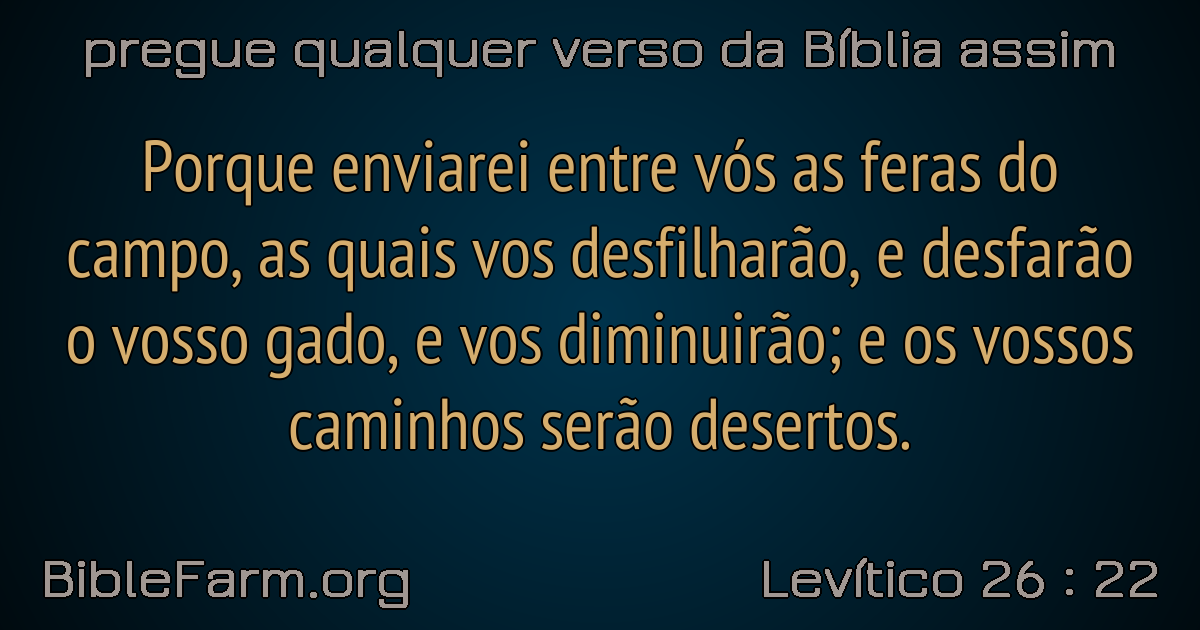 pregue qualquer verso da Bíblia assim
Porque enviarei entre vós as feras do
campo, as quais vos desfilharão, e desfarão
o vosso gado, e vos diminuirão; e os vossos
caminhos serão desertos.
BibleFarm.org
Levítico 26 : 22